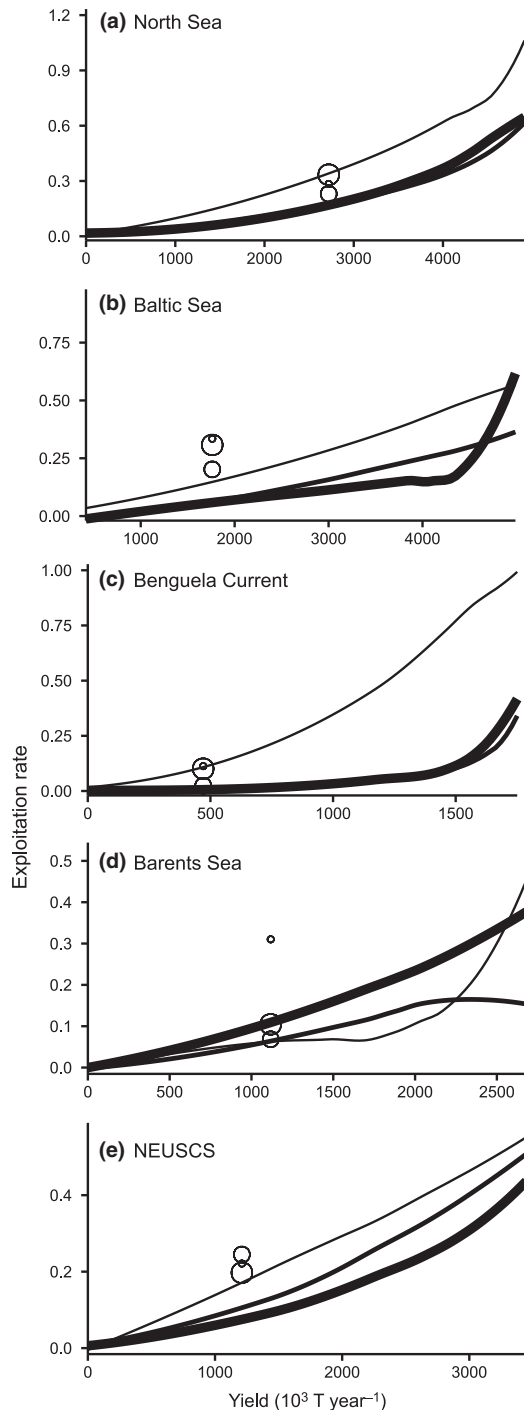 (a) North Sea
1.2
0.9
0.6
0.3
0.0
0 1000 2000 3000 4000
(b) Baltic Sea
0.75
0.50
0.25
0.00
1000 2000 3000 4000
(c) Benguela Current
1.00
0.75
0.50
0.25
0.00
0 500 1000 1500
Exploitation rate
(d) Barents Sea
0.5
0.4
0.3
0.2
0.1
0.0
0 500 1000 1500 2000 2500
(e) NEUSCS
0.4
0.2
0.0
0 1000 2000 3000
Yield (10³ T year⁻¹)